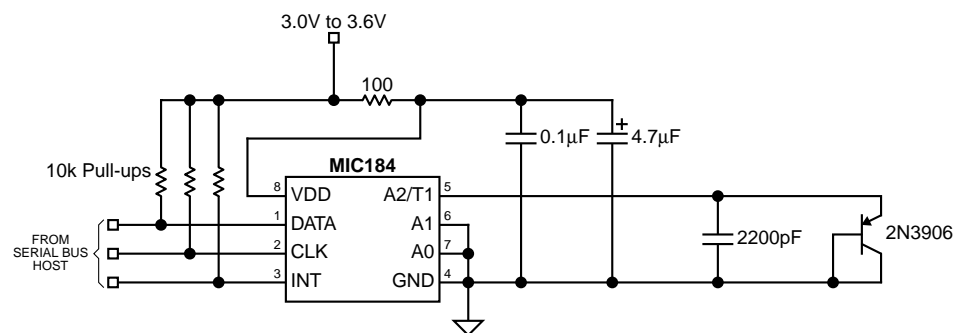 3.0V to 3.6V
100
0.1µF
+
4.7µF
10k Pull-ups
MIC184
8 VDD
A2/T1 5
1 DATA
A1 6
2 CLK
A0 7
3 INT
GND 4
FROM
SERIAL BUS
HOST
2200pF
2N3906